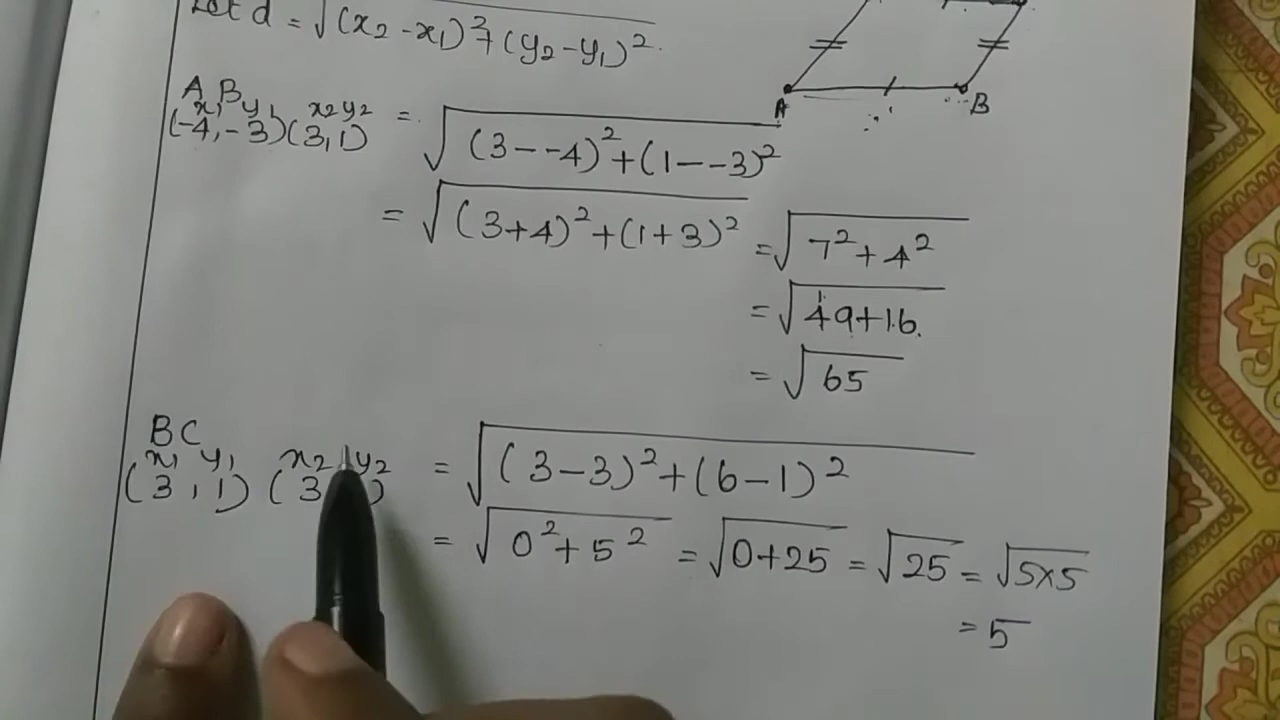 Let d = √(x₂ - x₁)² + (y₂ - y₁)²
A B
A B
x₁ y₁ x₂ y₂
(-4, -3) (3, 1) = √(3 - -4)² + (1 - -3)²
= √(3+4)² + (1+3)² = √7² + 4²
= √49 + 16
= √65
BC
x₁ y₁ x₂ y₂
(3, 1) (3 ) = √(3-3)² + (6-1)²
= √0² + 5² = √0+25 = √25 = √5×5
= 5